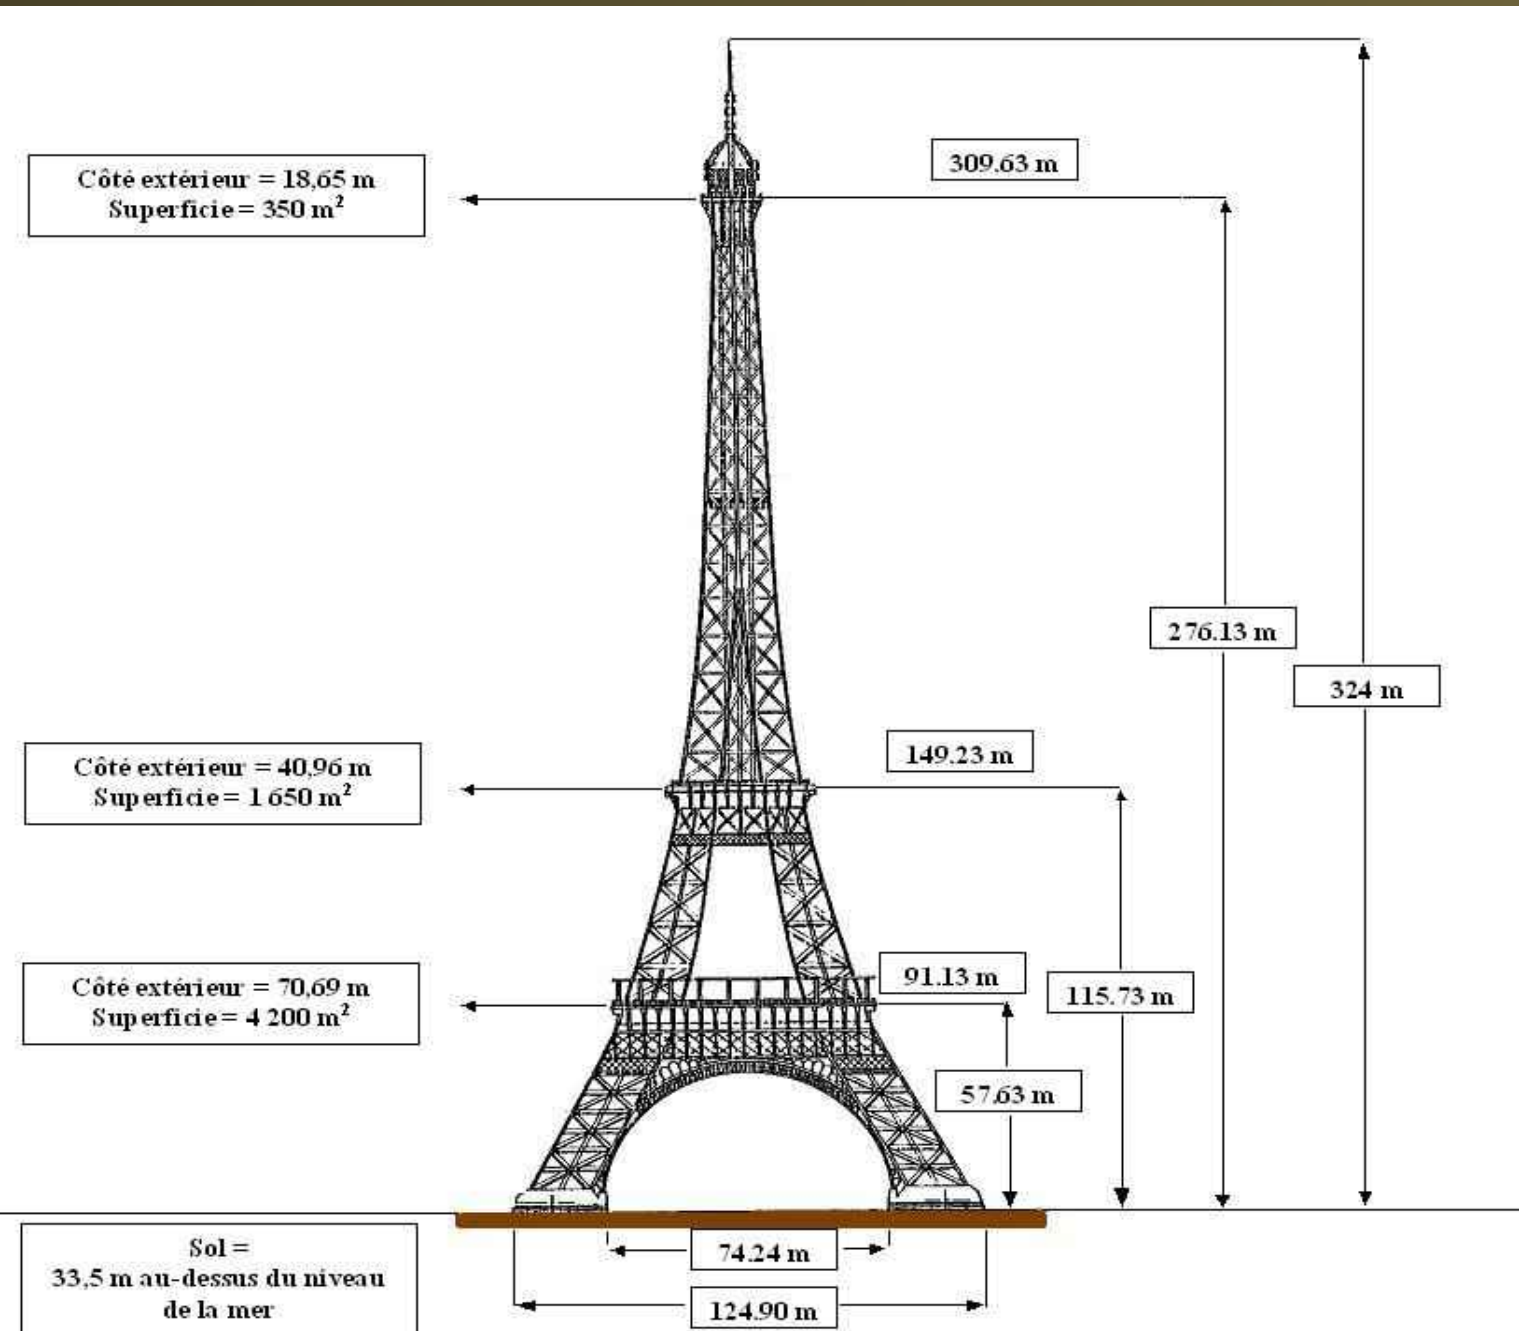 309.63 m
Côté extérieur = 18,65 m
Superficie = 350 m²
276.13 m
324 m
149.23 m
Côté extérieur = 40,96 m
Superficie = 1 650 m²
91.13 m
115.73 m
Côté extérieur = 70,69 m
Superficie = 4 200 m²
57.63 m
Sol =
33,5 m au-dessus du niveau
de la mer
74.24 m
124.90 m